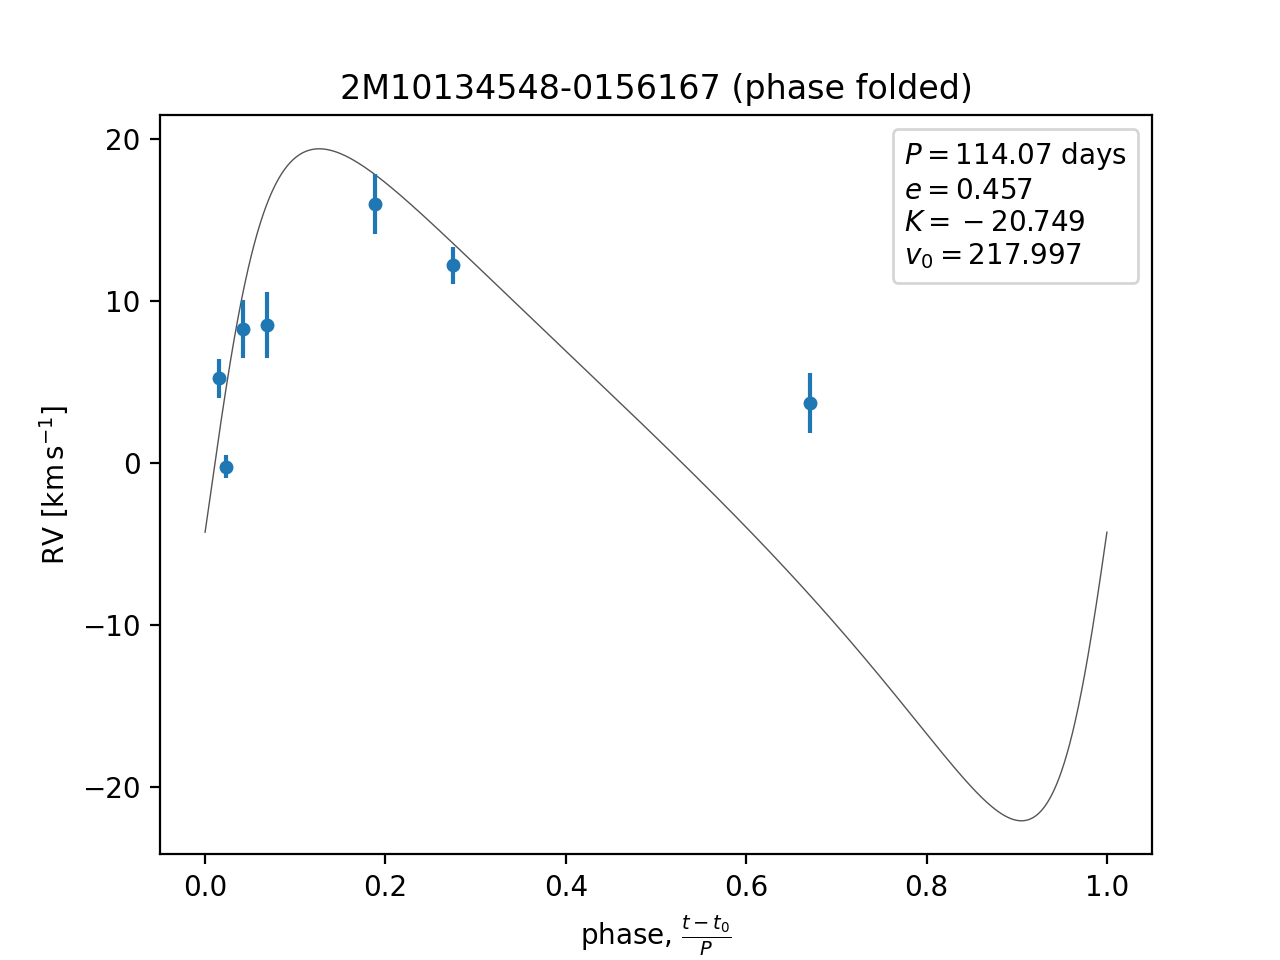 2M10134548-0156167 (phase folded)
P = 114.07 days
e = 0.457
K = −20.749
v₀ = 217.997
RV [km s⁻¹]
20
10
0
−10
−20
0.0 0.2 0.4 0.6 0.8 1.0
phase, (t − t₀)/P